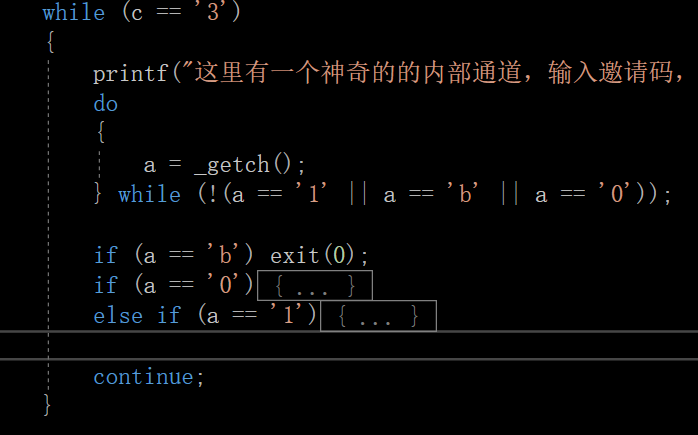 while (c == '3')
{
printf("这里有一个神奇的的内部通道，输入邀请码，
do
{
a = _getch();
} while (!(a == '1' || a == 'b' || a == '0'));
if (a == 'b') exit(0);
if (a == '0'){ ... }
else if (a == '1'){ ... }
continue;
}